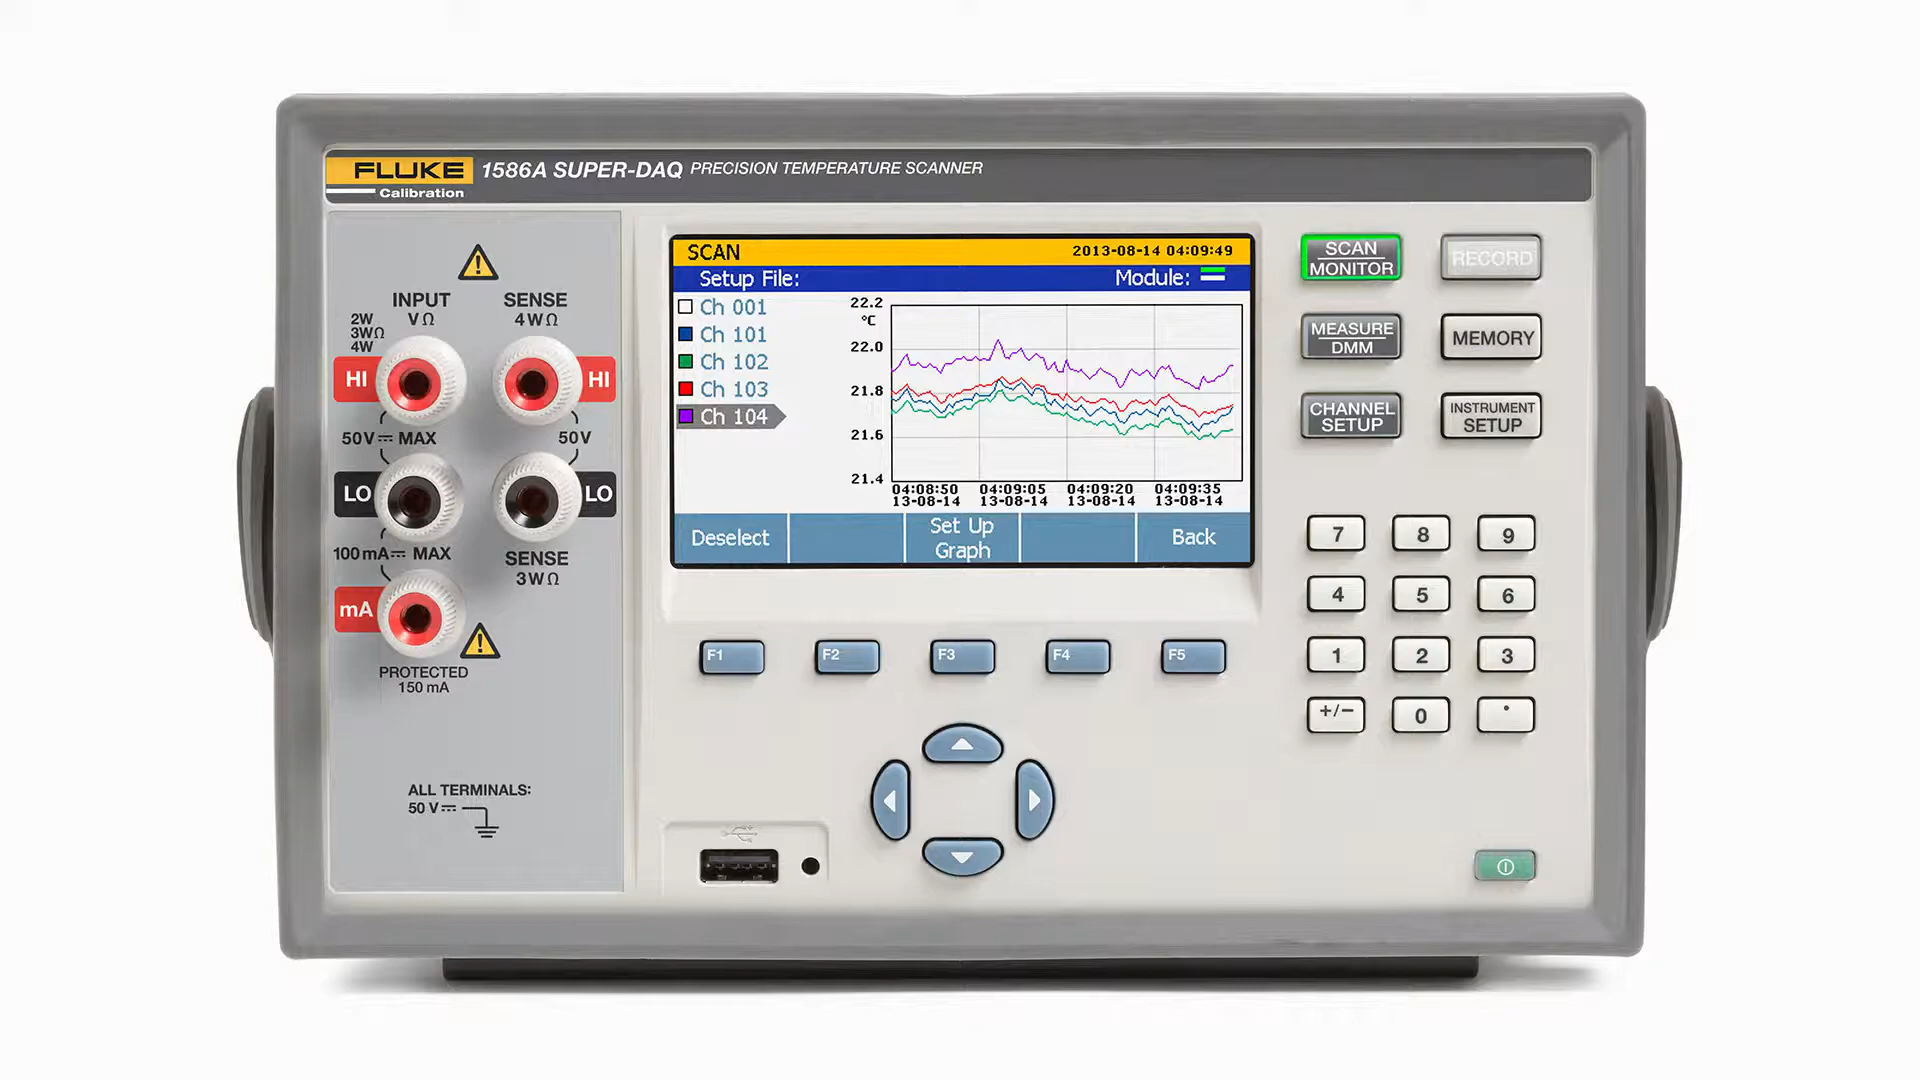 FLUKE 1586A SUPER-DAQ PRECISION TEMPERATURE SCANNER
Calibration
INPUT
VΩ
SENSE
4WΩ
2W
3WΩ
4W
HI
HI
50V⎓ MAX
50V
LO
LO
100mA⎓ MAX
SENSE
3WΩ
mA
PROTECTED
150 mA
ALL TERMINALS:
50 V⎓
SCAN 2013-08-14 04:09:49
Setup File: Module:
Ch 001
Ch 101
Ch 102
Ch 103
Ch 104
22.2
°C
22.0
21.8
21.6
21.4
04:08:50 04:09:05 04:09:20 04:09:35
13-08-14 13-08-14 13-08-14 13-08-14
Deselect
Set Up
Graph
Back
F1 F2 F3 F4 F5
SCAN
MONITOR
RECORD
MEASURE
DMM
MEMORY
CHANNEL
SETUP
INSTRUMENT
SETUP
7 8 9
4 5 6
1 2 3
+/− 0 .